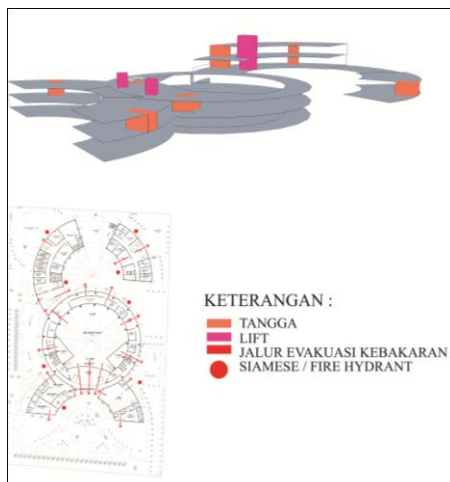 KETERANGAN :
TANGGA
LIFT
JALUR EVAKUASI KEBAKARAN
SIAMESE / FIRE HYDRANT